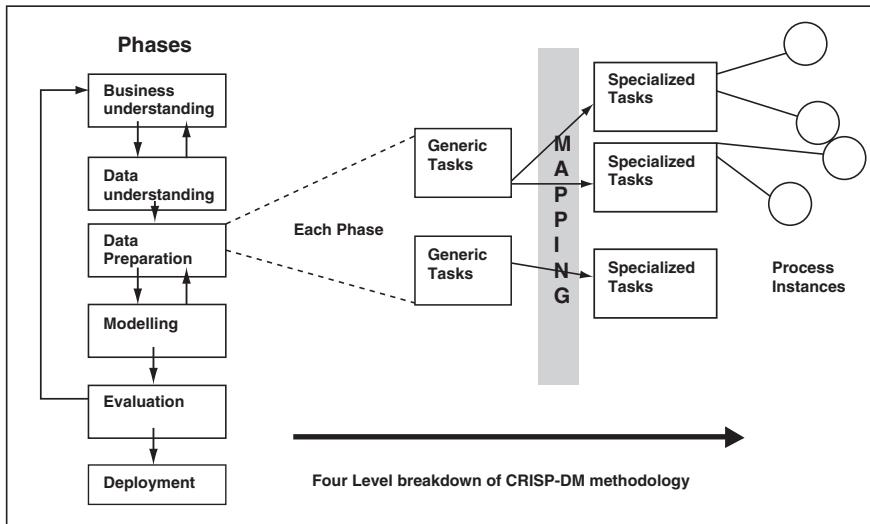 Phases
Business
understanding
Data
understanding
Data
Preparation
Modelling
Evaluation
Deployment
Each Phase
Generic
Tasks
Generic
Tasks
MAPPING
Specialized
Tasks
Specialized
Tasks
Specialized
Tasks
Process
Instances
Four Level breakdown of CRISP-DM methodology